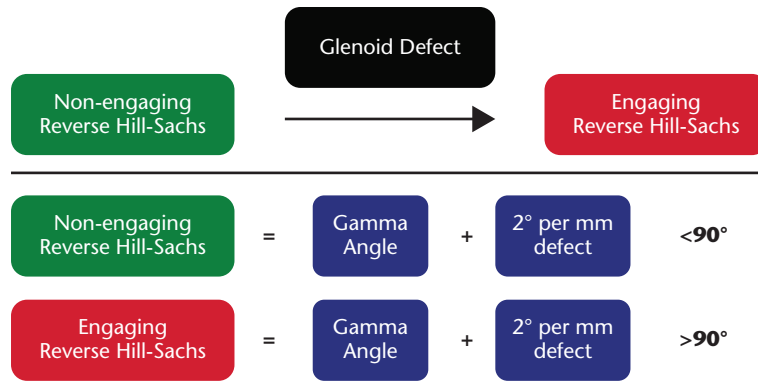 Glenoid Defect
Non-engaging
Reverse Hill-Sachs
Engaging
Reverse Hill-Sachs
Non-engaging
Reverse Hill-Sachs
=
Gamma
Angle
+
2° per mm
defect
<90°
Engaging
Reverse Hill-Sachs
=
Gamma
Angle
+
2° per mm
defect
>90°